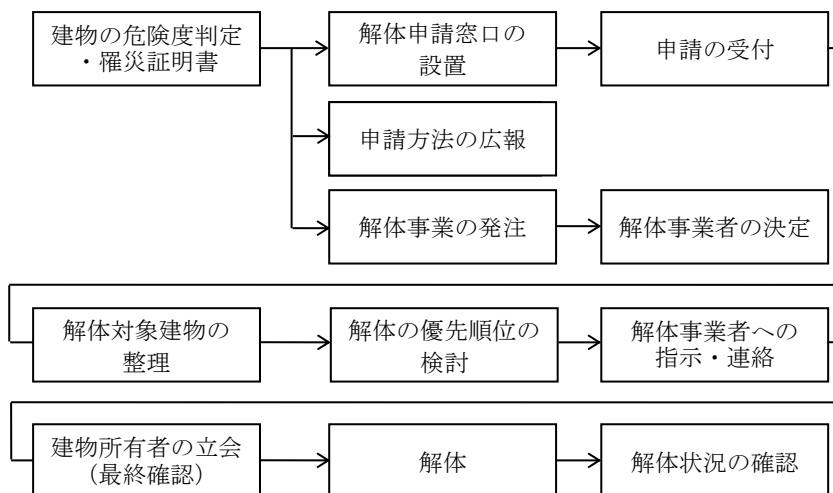 建物の危険度判定
・罹災証明書
解体申請窓口の
設置
申請の受付
申請方法の広報
解体事業の発注
解体事業者の決定
解体対象建物の
整理
解体の優先順位の
検討
解体事業者への
指示・連絡
建物所有者の立会
（最終確認）
解体
解体状況の確認